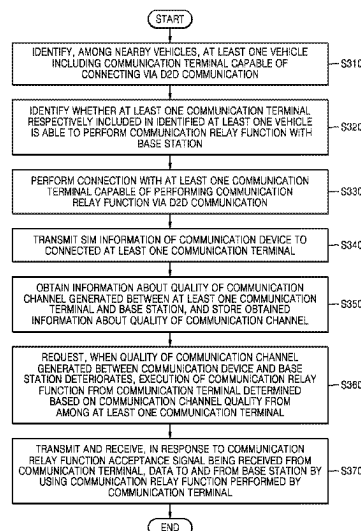 START
IDENTIFY, AMONG NEARBY VEHICLES, AT LEAST ONE VEHICLE
INCLUDING COMMUNICATION TERMINAL CAPABLE OF
CONNECTING VIA D2D COMMUNICATION
S310
IDENTIFY WHETHER AT LEAST ONE COMMUNICATION TERMINAL
RESPECTIVELY INCLUDED IN IDENTIFIED AT LEAST ONE VEHICLE
IS ABLE TO PERFORM COMMUNICATION RELAY FUNCTION WITH
BASE STATION
S320
PERFORM CONNECTION WITH AT LEAST ONE COMMUNICATION
TERMINAL CAPABLE OF PERFORMING COMMUNICATION
RELAY FUNCTION VIA D2D COMMUNICATION
S330
TRANSMIT SIM INFORMATION OF COMMUNICATION DEVICE TO
CONNECTED AT LEAST ONE COMMUNICATION TERMINAL
S340
OBTAIN INFORMATION ABOUT QUALITY OF COMMUNICATION
CHANNEL GENERATED BETWEEN AT LEAST ONE COMMUNICATION
TERMINAL AND BASE STATION, AND STORE OBTAINED
INFORMATION ABOUT QUALITY OF COMMUNICATION CHANNEL
S350
REQUEST, WHEN QUALITY OF COMMUNICATION CHANNEL
GENERATED BETWEEN COMMUNICATION DEVICE AND BASE
STATION DETERIORATES, EXECUTION OF COMMUNICATION RELAY
FUNCTION FROM COMMUNICATION TERMINAL DETERMINED
BASED ON COMMUNICATION CHANNEL QUALITY FROM
AMONG AT LEAST ONE COMMUNICATION TERMINAL
S360
TRANSMIT AND RECEIVE, IN RESPONSE TO COMMUNICATION
RELAY FUNCTION ACCEPTANCE SIGNAL BEING RECEIVED FROM
COMMUNICATION TERMINAL, DATA TO AND FROM BASE STATION BY
USING COMMUNICATION RELAY FUNCTION PERFORMED BY
COMMUNICATION TERMINAL
S370
END